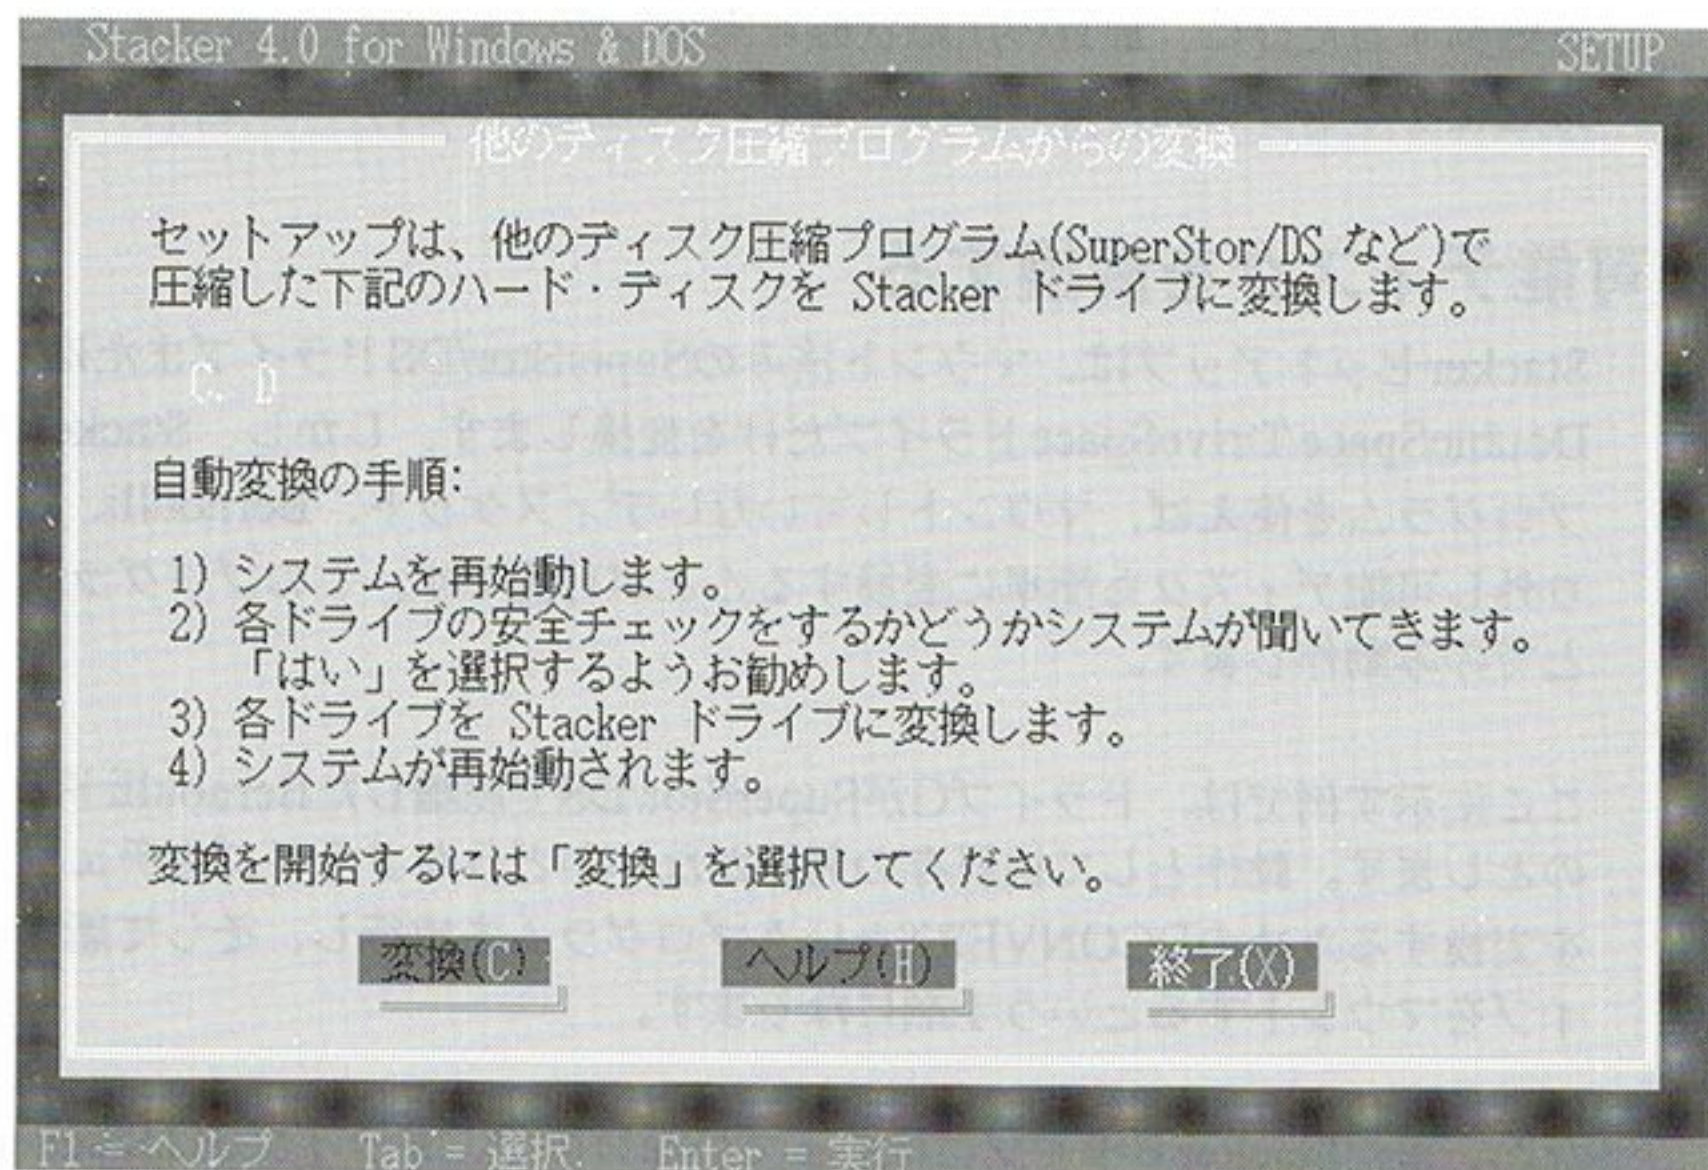 Stacker 4.0 for Windows & DOS SETUP
他のディスク圧縮プログラムからの変換
セットアップは、他のディスク圧縮プログラム(SuperStor/DS など)で
圧縮した下記のハード・ディスクを Stacker ドライブに変換します。
C, D
自動変換の手順:
1) システムを再始動します。
2) 各ドライブの安全チェックをするかどうかシステムが聞いてきます。
「はい」を選択するようお勧めします。
3) 各ドライブを Stacker ドライブに変換します。
4) システムが再始動されます。
変換を開始するには「変換」を選択してください。
変換(C) ヘルプ(H) 終了(X)
F1 = ヘルプ Tab = 選択 Enter = 実行